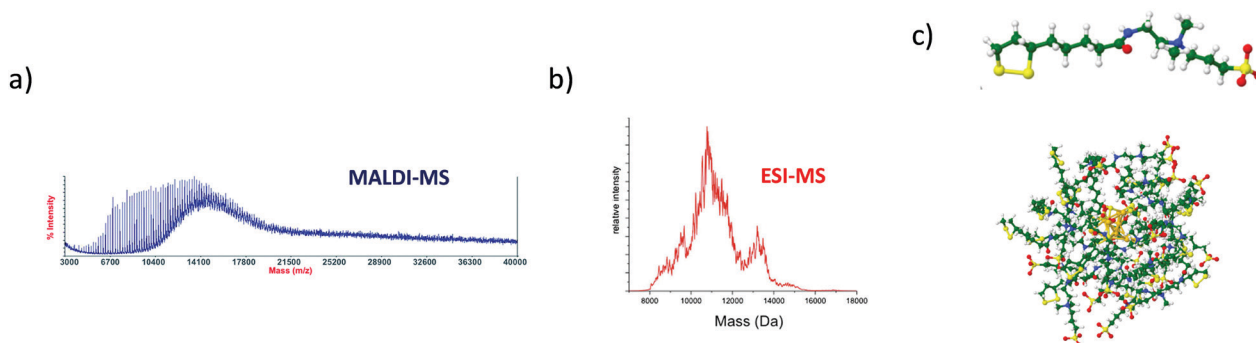 a)
MALDI-MS
% Intensity
3000 6700 10400 14100 17800 21500 25200 28900 32600 36300 40000
Mass (m/z)
b)
ESI-MS
relative intensity
8000 10000 12000 14000 16000 18000
Mass (Da)
c)